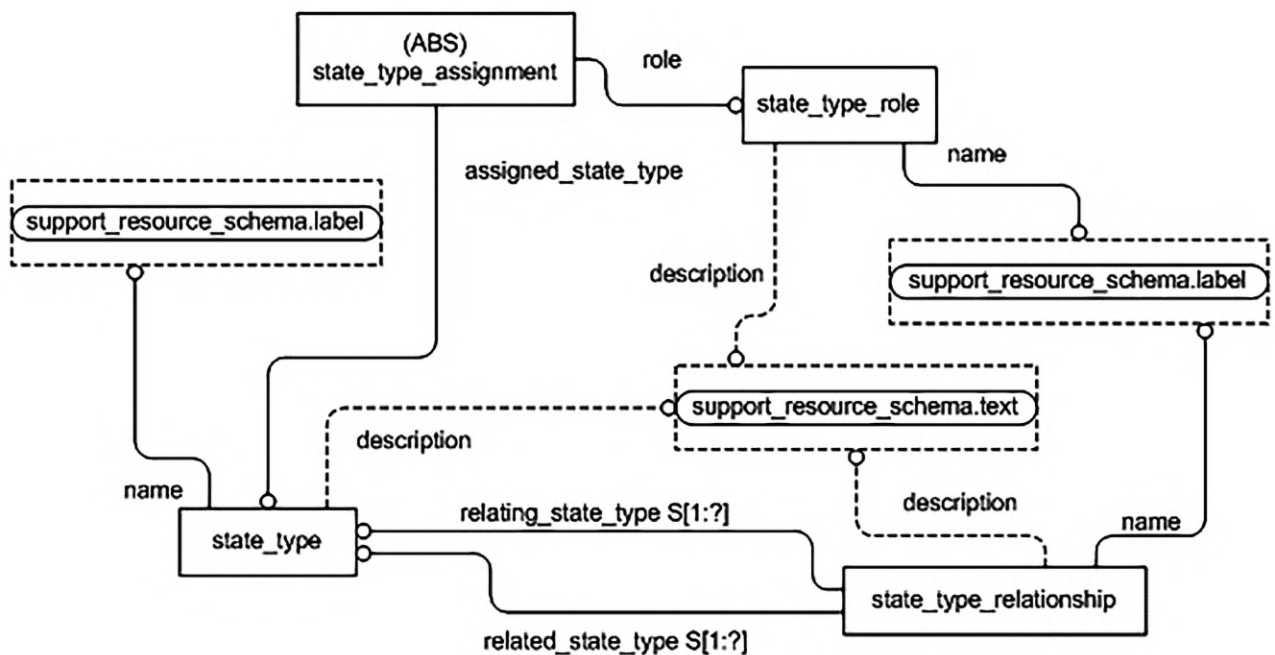 (ABS)
state_type_assignment
role
state_type_role
name
assigned_state_type
support_resource_schema.label
description
support_resource_schema.label
support_resource_schema.text
description
name
description
name
relating_state_type S[1:?]
state_type
state_type_relationship
related_state_type S[1:?]